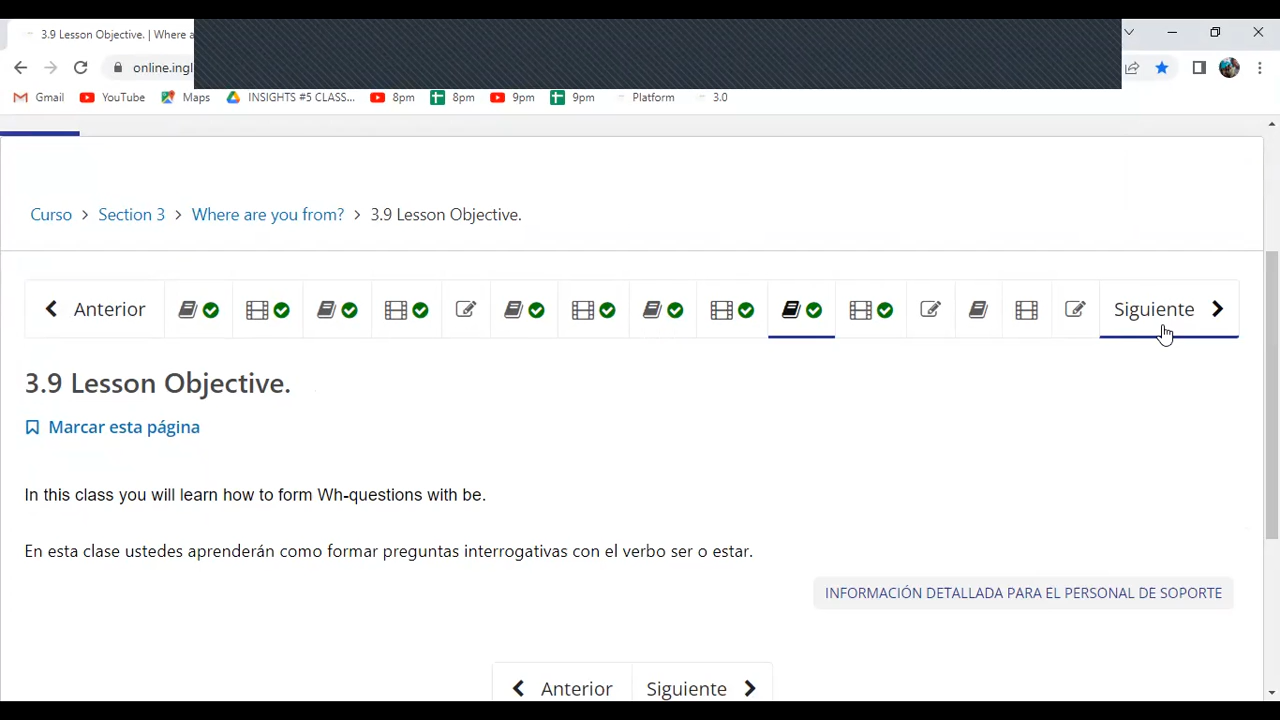 3.9 Lesson Objective. | Where a
online.ingl
Gmail YouTube Maps INSIGHTS #5 CLASS... 8pm 8pm 9pm 9pm Platform 3.0
Curso > Section 3 > Where are you from? > 3.9 Lesson Objective.
Anterior Siguiente
3.9 Lesson Objective.
Marcar esta página
In this class you will learn how to form Wh-questions with be.
En esta clase ustedes aprenderán como formar preguntas interrogativas con el verbo ser o estar.
INFORMACIÓN DETALLADA PARA EL PERSONAL DE SOPORTE
Anterior Siguiente